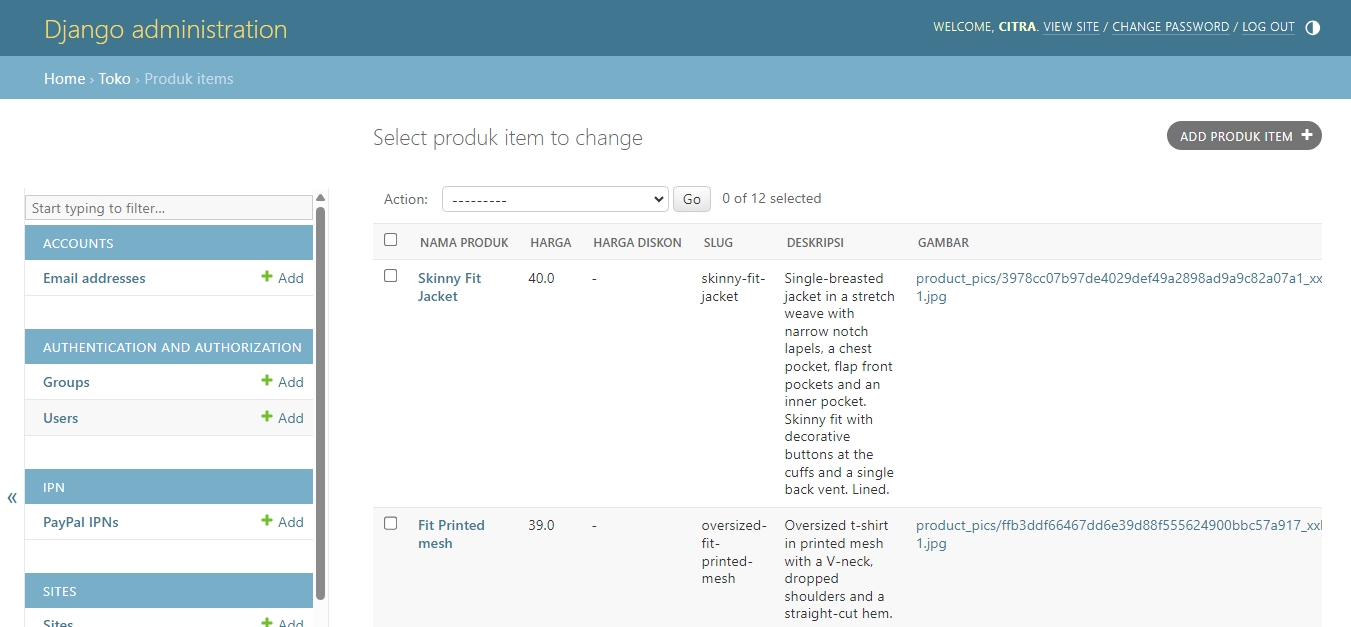 Django administration
WELCOME, CITRA. VIEW SITE / CHANGE PASSWORD / LOG OUT
Home › Toko › Produk items
Select produk item to change
ADD PRODUK ITEM +
Start typing to filter...
ACCOUNTS
Email addresses + Add
AUTHENTICATION AND AUTHORIZATION
Groups + Add
Users + Add
«
IPN
PayPal IPNs + Add
SITES
Sites + Add
Action: --------- Go 0 of 12 selected
NAMA PRODUK HARGA HARGA DISKON SLUG DESKRIPSI GAMBAR
Skinny Fit
Jacket
40.0
-
skinny-fit-
jacket
Single-breasted
jacket in a stretch
weave with
narrow notch
lapels, a chest
pocket, flap front
pockets and an
inner pocket.
Skinny fit with
decorative
buttons at the
cuffs and a single
back vent. Lined.
product_pics/3978cc07b97de4029def49a2898ad9a9c82a07a1_xx
1.jpg
Fit Printed
mesh
39.0
-
oversized-
fit-
printed-
mesh
Oversized t-shirt
in printed mesh
with a V-neck,
dropped
shoulders and a
straight-cut hem.
product_pics/ffb3ddf66467dd6e39d88f555624900bbc57a917_xxl
1.jpg